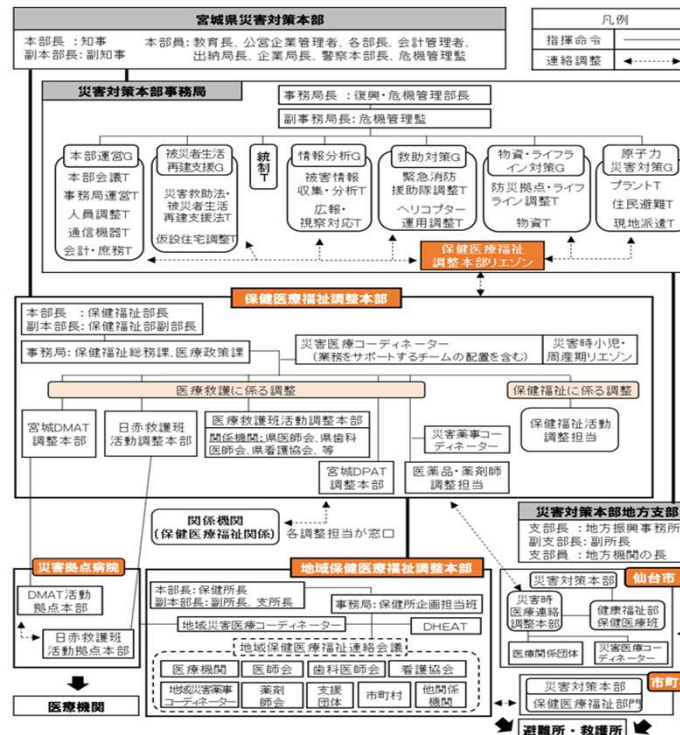 宮城県災害対策本部
本部長：知事　本部員：教育長、公営企業管理者、各部長、会計管理者、
副本部長：副知事　出納局長、企業局長、警察本部長、危機管理監
凡例
指揮命令
連絡調整
災害対策本部事務局
事務局長：復興・危機管理部長
副事務局長：危機管理監
本部運営G
本部会議T
事務局運営T
人員調整T
通信機器T
会計・庶務T
被災者生活
再建支援G
災害救助法・
被災者生活
再建支援法T
仮設住宅調整T
統制T
情報分析G
被害情報
収集・分析T
広報・
視察対応T
救助対策G
緊急消防
援助隊調整T
ヘリコプター
運用調整T
物資・ライフ
ライン対策G
防災拠点・ライフ
ライン調整T
物資T
原子力
災害対策G
プラントT
住民避難T
現地派遣T
保健医療福祉
調整本部リエゾン
保健医療福祉調整本部
本部長　：保健福祉部長
副本部長：保健福祉部副部長
事務局：保健福祉総務課、医療政策課
災害医療コーディネーター
（業務をサポートするチームの配置を含む）
災害時小児・
周産期リエゾン
医療救護に係る調整
保健福祉に係る調整
宮城DMAT
調整本部
日赤救護班
活動調整本部
医療救護班活動調整本部
関係機関：県医師会、県歯科
医師会、県看護協会、等
宮城DPAT
調整本部
災害薬事コー
ディネーター
医薬品・薬剤師
調整担当
保健福祉活動
調整担当
関係機関
（保健医療福祉関係）
各調整担当が窓口
災害対策本部地方支部
支部長　：地方振興事務所
副支部長：副所長
支部員　：地方機関の長
災害拠点病院
DMAT活動
拠点本部
日赤救護班
活動拠点本部
医療機関
地域保健医療福祉調整本部
本部長：保健所長
副本部長：副所長、支所長
事務局：保健所企画担当班
地域災害医療コーディネーター
DHEAT
地域保健医療福祉連絡会議
医療機関
医師会
歯科医師会
看護協会
地域災害薬事
コーディネーター
薬剤
師会
支援
団体
市町村
他関係
機関
仙台市
災害対策本部
災害時
医療連絡
調整本部
健康福祉部
保健医療班
医療関係団体
災害医療コー
ディネーター
市町
災害対策本部
保健医療福祉部門
避難所・救護所